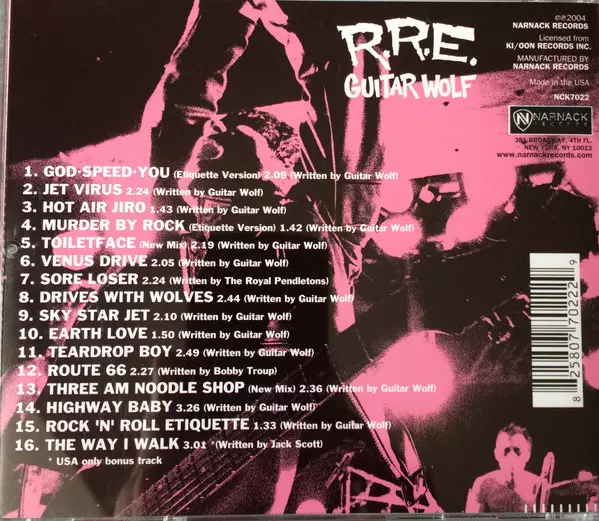 R.R.E.
GUITAR WOLF
℗©2004
NARNACK RECORDS
Licensed from
KI/OON RECORDS INC.
MANUFACTURED BY
NARNACK RECORDS
Made in the USA
NCK7022
NARNACK
RECORDS
381 BROADWAY, 4TH FL.
NEW YORK, NY 10013
www.narnackrecords.com
1. GOD·SPEED·YOU (Etiquette Version) 2.09 (Written by Guitar Wolf)
2. JET VIRUS 2.24 (Written by Guitar Wolf)
3. HOT AIR JIRO 1.43 (Written by Guitar Wolf)
4. MURDER BY ROCK (Etiquette Version) 1.42 (Written by Guitar Wolf)
5. TOILETFACE (New Mix) 2.19 (Written by Guitar Wolf)
6. VENUS DRIVE 2.05 (Written by Guitar Wolf)
7. SORE LOSER 2.24 (Written by The Royal Pendletons)
8. DRIVES WITH WOLVES 2.44 (Written by Guitar Wolf)
9. SKY STAR JET 2.10 (Written by Guitar Wolf)
10. EARTH LOVE 1.50 (Written by Guitar Wolf)
11. TEARDROP BOY 2.49 (Written by Guitar Wolf)
12. ROUTE 66 2.27 (Written by Bobby Troup)
13. THREE AM NOODLE SHOP (New Mix) 2.36 (Written by Guitar Wolf)
14. HIGHWAY BABY 3.26 (Written by Guitar Wolf)
15. ROCK 'N' ROLL ETIQUETTE 1.33 (Written by Guitar Wolf)
16. THE WAY I WALK 3.01 *(Written by Jack Scott)
* USA only bonus track
8 25807 70222 9